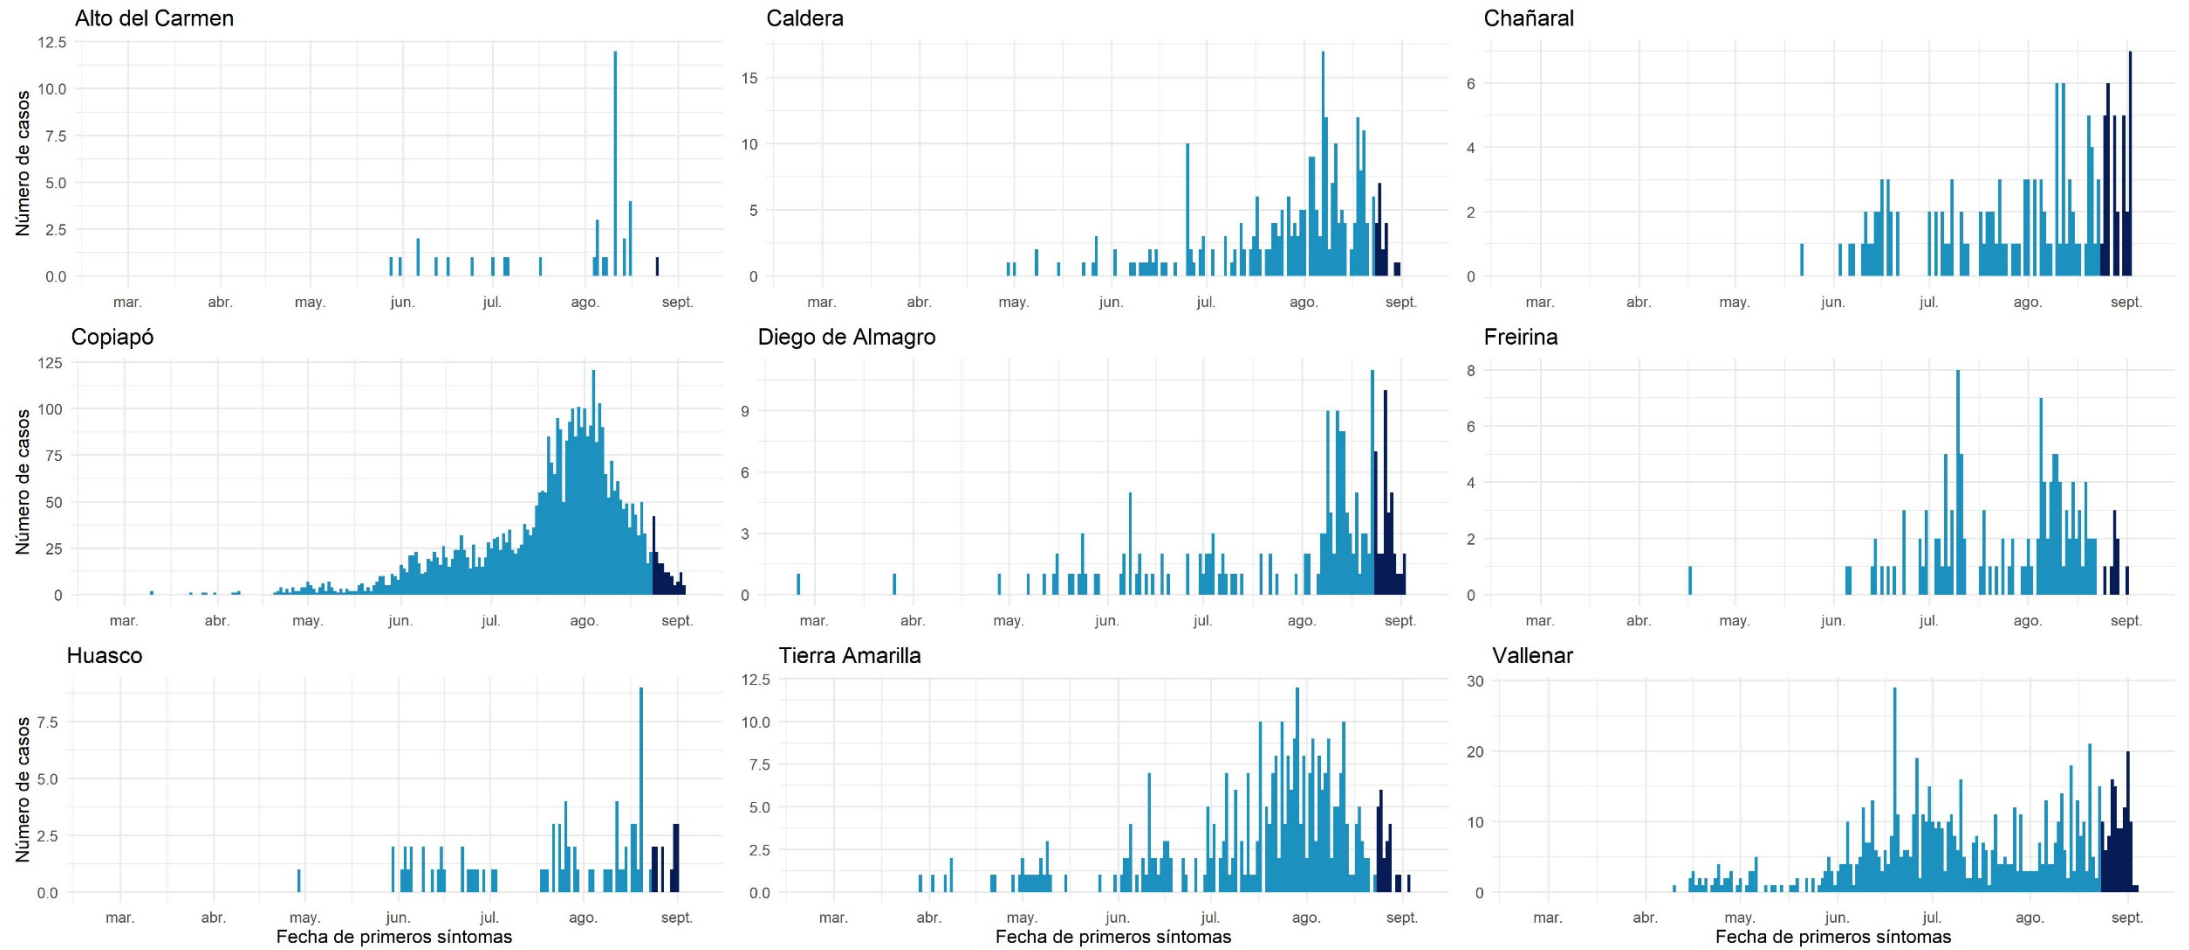 Alto del Carmen
Número de casos
12.5
10.0
7.5
5.0
2.5
0.0
mar. abr. may. jun. jul. ago. sept.
Caldera
15
10
5
0
mar. abr. may. jun. jul. ago. sept.
Chañaral
6
4
2
0
mar. abr. may. jun. jul. ago. sept.
Copiapó
Número de casos
125
100
75
50
25
0
mar. abr. may. jun. jul. ago. sept.
Diego de Almagro
9
6
3
0
mar. abr. may. jun. jul. ago. sept.
Freirina
8
6
4
2
0
mar. abr. may. jun. jul. ago. sept.
Huasco
Número de casos
7.5
5.0
2.5
0.0
mar. abr. may. jun. jul. ago. sept.
Fecha de primeros síntomas
Tierra Amarilla
12.5
10.0
7.5
5.0
2.5
0.0
mar. abr. may. jun. jul. ago. sept.
Fecha de primeros síntomas
Vallenar
30
20
10
0
mar. abr. may. jun. jul. ago. sept.
Fecha de primeros síntomas